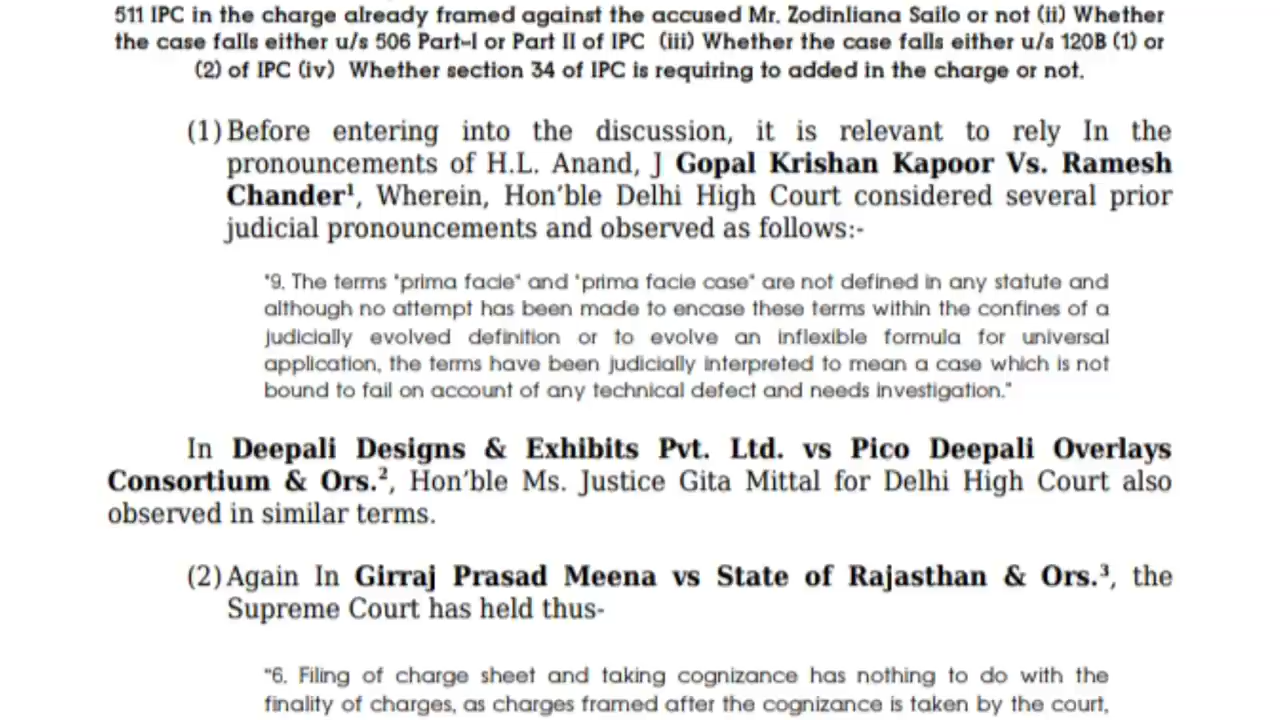 511 IPC in the charge already framed against the accused Mr. Zodinliana Sailo or not (ii) Whether
the case falls either u/s 506 Part-I or Part II of IPC (iii) Whether the case falls either u/s 120B (1) or
(2) of IPC (iv) Whether section 34 of IPC is requiring to added in the charge or not.
(1) Before entering into the discussion, it is relevant to rely In the
pronouncements of H.L. Anand, J Gopal Krishan Kapoor Vs. Ramesh
Chander¹, Wherein, Hon’ble Delhi High Court considered several prior
judicial pronouncements and observed as follows:-
"9. The terms "prima facie" and "prima facie case" are not defined in any statute and
although no attempt has been made to encase these terms within the confines of a
judicially evolved definition or to evolve an inflexible formula for universal
application, the terms have been judicially interpreted to mean a case which is not
bound to fail on account of any technical defect and needs investigation."
In Deepali Designs & Exhibits Pvt. Ltd. vs Pico Deepali Overlays
Consortium & Ors.², Hon’ble Ms. Justice Gita Mittal for Delhi High Court also
observed in similar terms.
(2) Again In Girraj Prasad Meena vs State of Rajasthan & Ors.³, the
Supreme Court has held thus-
"6. Filing of charge sheet and taking cognizance has nothing to do with the
finality of charges, as charges framed after the cognizance is taken by the court,